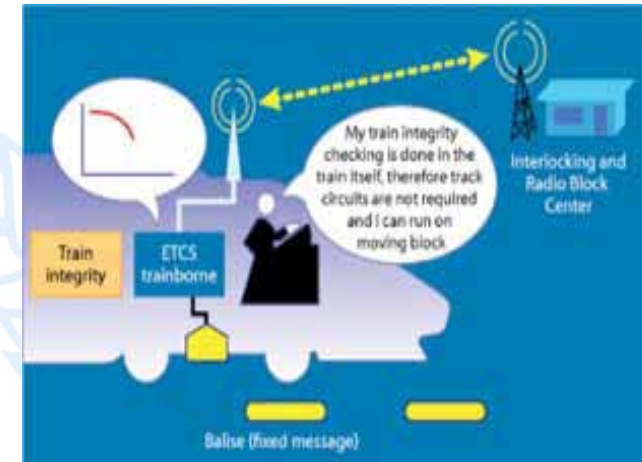 My train integrity
checking is done in the
train itself, therefore track
circuits are not required
and I can run on
moving block
Interlocking and
Radio Block
Center
Train
integrity
ETCS
trainborne
Balise (fixed message)